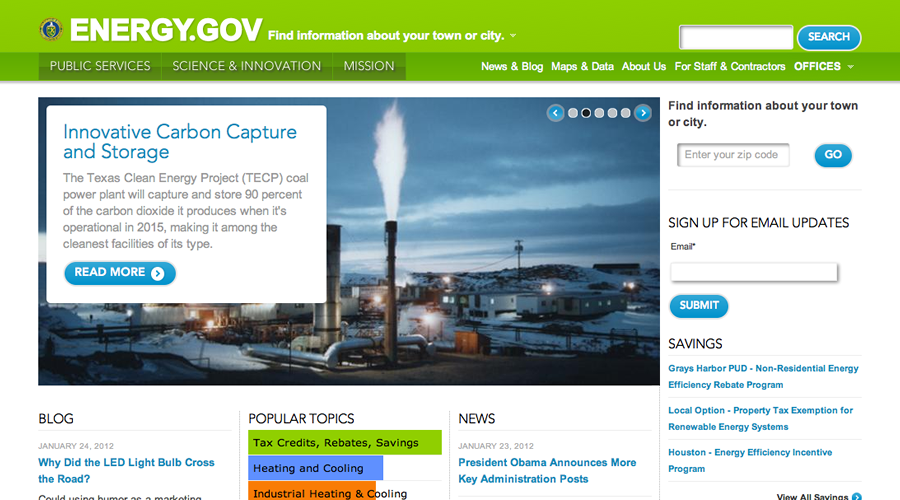 ENERGY.GOV
Find information about your town or city.
SEARCH
PUBLIC SERVICES
SCIENCE & INNOVATION
MISSION
News & Blog
Maps & Data
About Us
For Staff & Contractors
OFFICES
Innovative Carbon Capture
and Storage
The Texas Clean Energy Project (TECP) coal
power plant will capture and store 90 percent
of the carbon dioxide it produces when it's
operational in 2015, making it among the
cleanest facilities of its type.
READ MORE
Find information about your town
or city.
Enter your zip code
GO
SIGN UP FOR EMAIL UPDATES
Email*
SUBMIT
SAVINGS
Grays Harbor PUD - Non-Residential Energy
Efficiency Rebate Program
Local Option - Property Tax Exemption for
Renewable Energy Systems
Houston - Energy Efficiency Incentive
Program
View All Savings
BLOG
JANUARY 24, 2012
Why Did the LED Light Bulb Cross
the Road?
Could using humor as a marketing
POPULAR TOPICS
Tax Credits, Rebates, Savings
Heating and Cooling
Industrial Heating & Cooling
NEWS
JANUARY 23, 2012
President Obama Announces More
Key Administration Posts